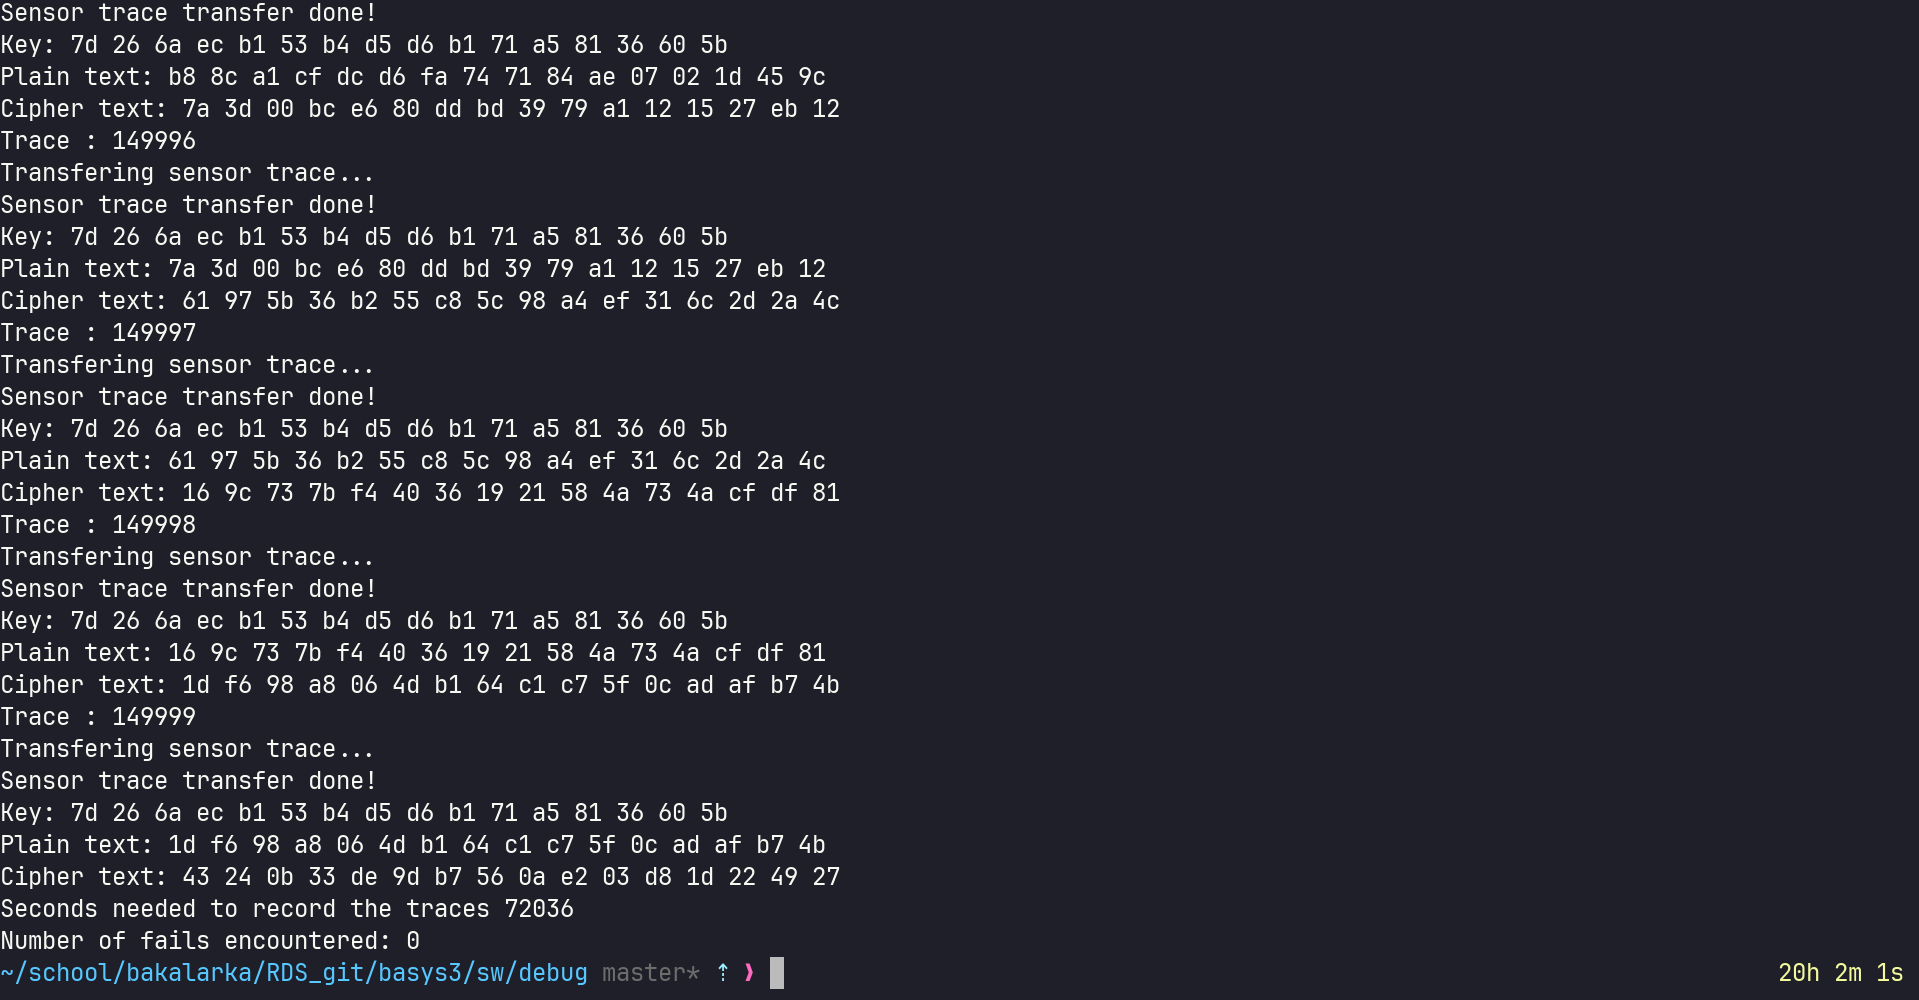 Sensor trace transfer done!
Key: 7d 26 6a ec b1 53 b4 d5 d6 b1 71 a5 81 36 60 5b
Plain text: b8 8c a1 cf dc d6 fa 74 71 84 ae 07 02 1d 45 9c
Cipher text: 7a 3d 00 bc e6 80 dd bd 39 79 a1 12 15 27 eb 12
Trace : 149996
Transfering sensor trace...
Sensor trace transfer done!
Key: 7d 26 6a ec b1 53 b4 d5 d6 b1 71 a5 81 36 60 5b
Plain text: 7a 3d 00 bc e6 80 dd bd 39 79 a1 12 15 27 eb 12
Cipher text: 61 97 5b 36 b2 55 c8 5c 98 a4 ef 31 6c 2d 2a 4c
Trace : 149997
Transfering sensor trace...
Sensor trace transfer done!
Key: 7d 26 6a ec b1 53 b4 d5 d6 b1 71 a5 81 36 60 5b
Plain text: 61 97 5b 36 b2 55 c8 5c 98 a4 ef 31 6c 2d 2a 4c
Cipher text: 16 9c 73 7b f4 40 36 19 21 58 4a 73 4a cf df 81
Trace : 149998
Transfering sensor trace...
Sensor trace transfer done!
Key: 7d 26 6a ec b1 53 b4 d5 d6 b1 71 a5 81 36 60 5b
Plain text: 16 9c 73 7b f4 40 36 19 21 58 4a 73 4a cf df 81
Cipher text: 1d f6 98 a8 06 4d b1 64 c1 c7 5f 0c ad af b7 4b
Trace : 149999
Transfering sensor trace...
Sensor trace transfer done!
Key: 7d 26 6a ec b1 53 b4 d5 d6 b1 71 a5 81 36 60 5b
Plain text: 1d f6 98 a8 06 4d b1 64 c1 c7 5f 0c ad af b7 4b
Cipher text: 43 24 0b 33 de 9d b7 56 0a e2 03 d8 1d 22 49 27
Seconds needed to record the traces 72036
Number of fails encountered: 0
~/school/bakalarka/RDS_git/basys3/sw/debug master* ⇡ ❱ 20h 2m 1s